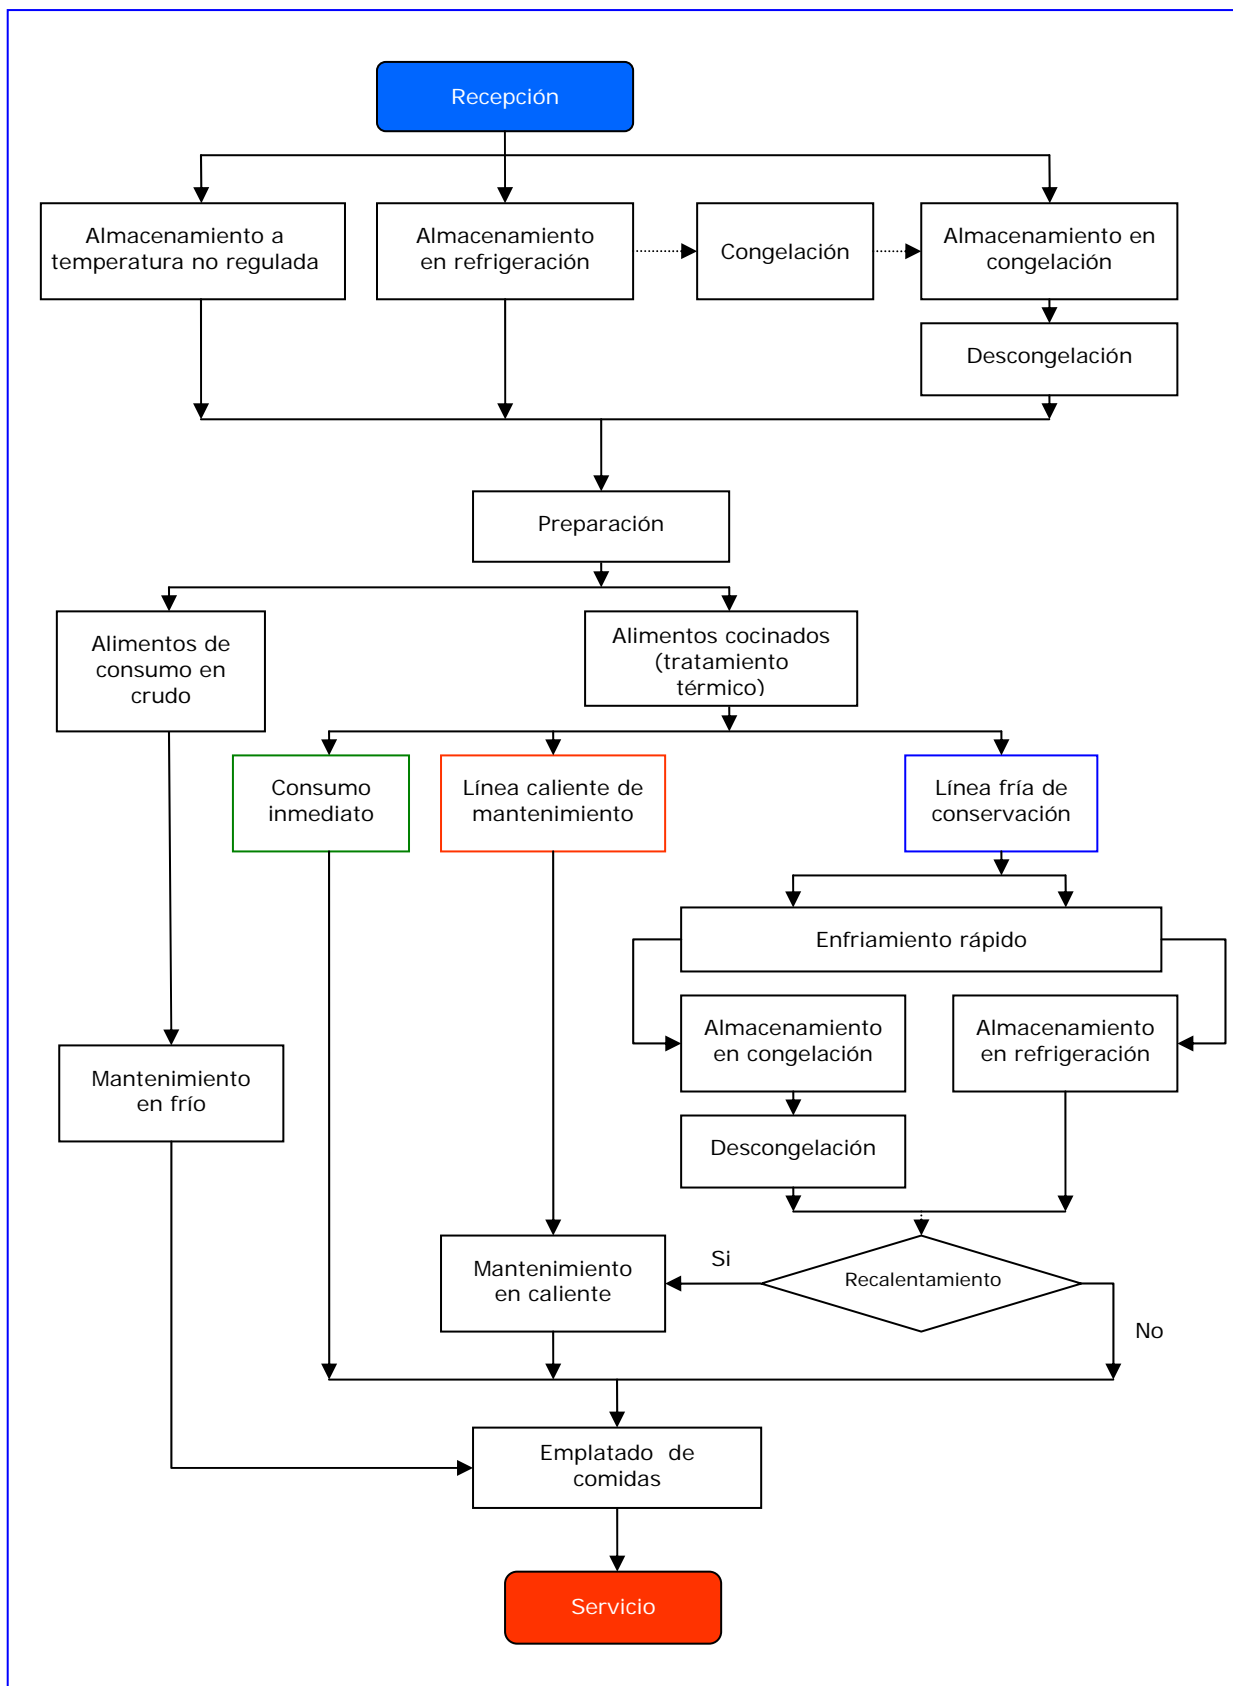 Recepción
Almacenamiento a
temperatura no regulada
Almacenamiento
en refrigeración
Congelación
Almacenamiento en
congelación
Descongelación
Preparación
Alimentos de
consumo en
crudo
Alimentos cocinados
(tratamiento
térmico)
Consumo
inmediato
Línea caliente de
mantenimiento
Línea fría de
conservación
Enfriamiento rápido
Almacenamiento
en congelación
Almacenamiento
en refrigeración
Mantenimiento
en frío
Descongelación
Mantenimiento
en caliente
Si
Recalentamiento
No
Emplatado de
comidas
Servicio